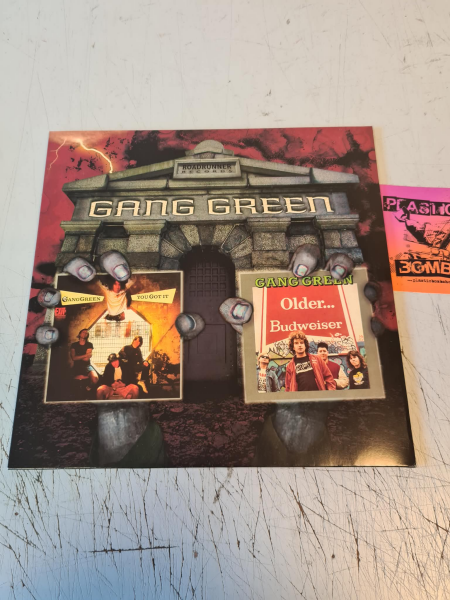 ROADRUNNER
RECORDS
GANG GREEN
GANG GREEN
YOU GOT IT
GANG GREEN
Older...
Budweiser
PLASTIC
BOMB